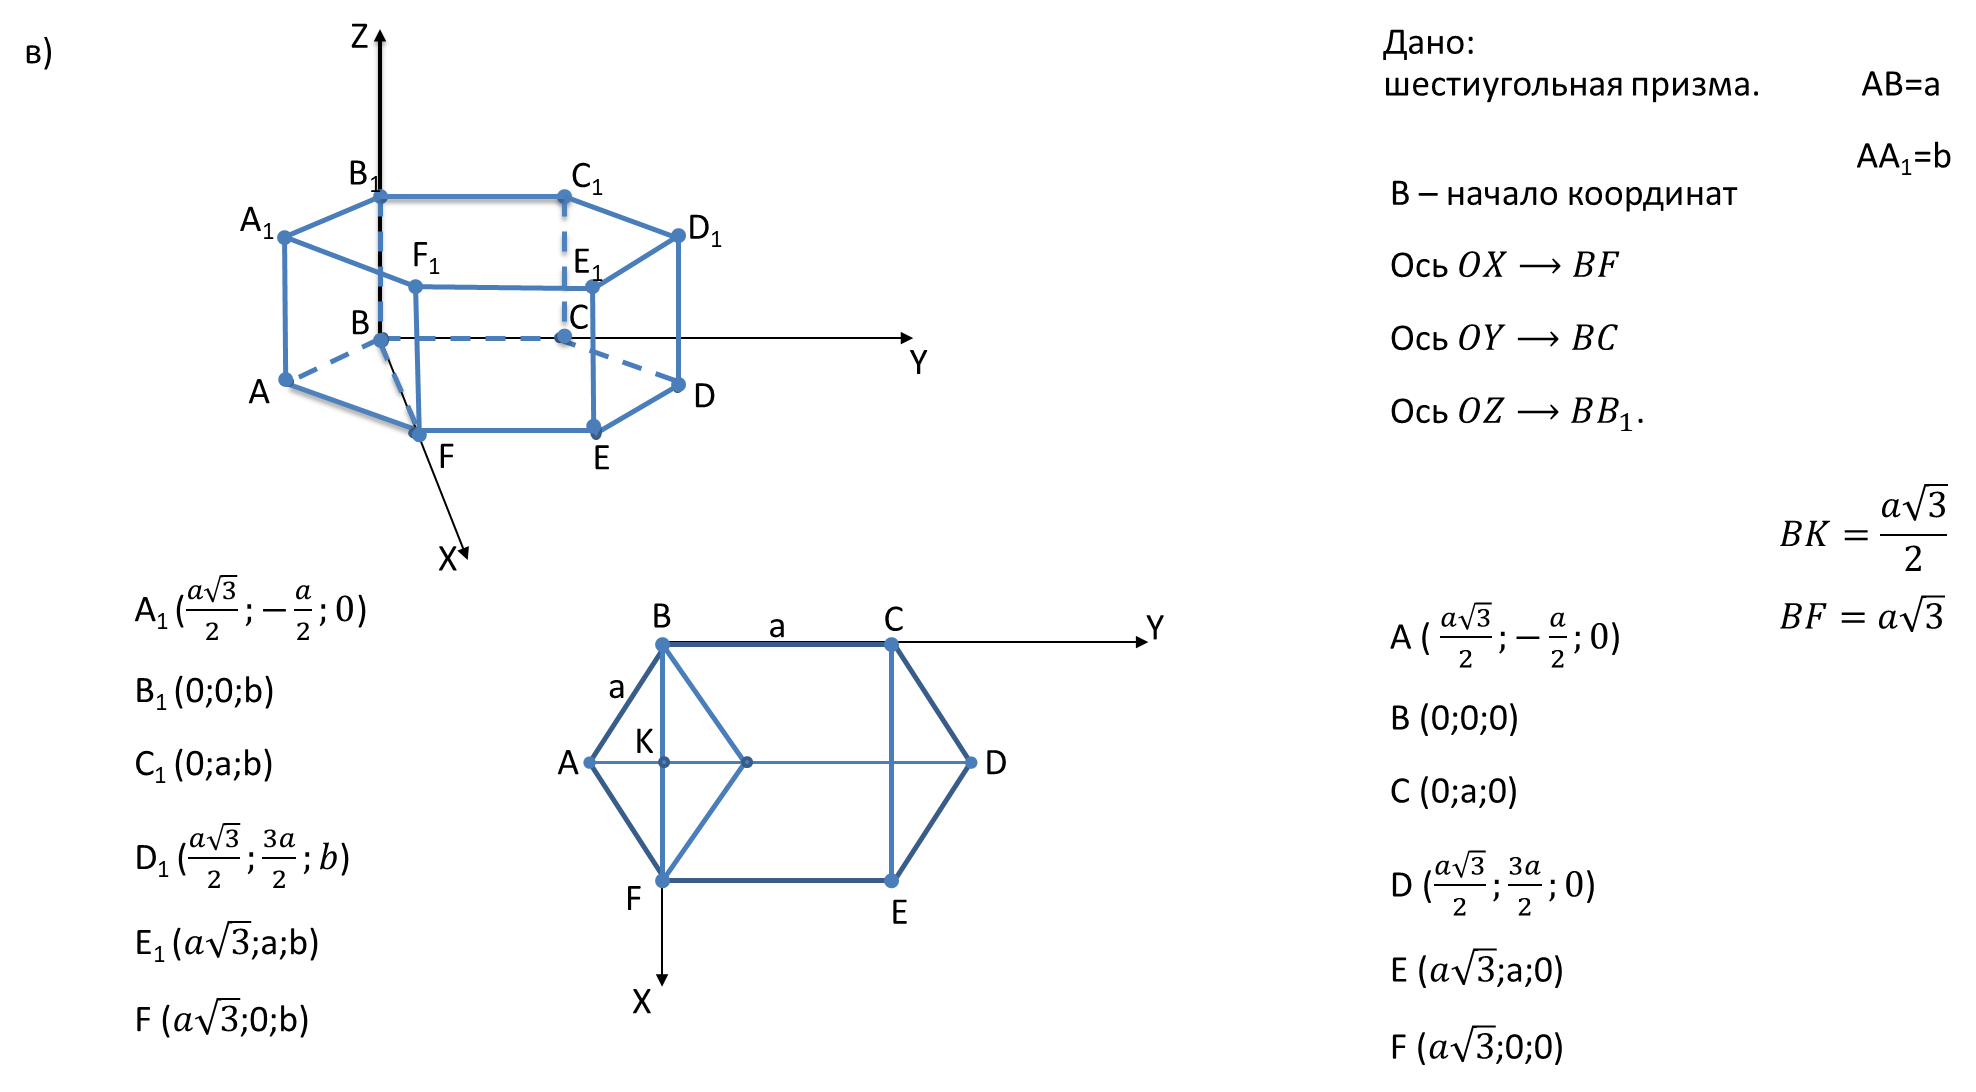 в)
Z
B₁
C₁
A₁
D₁
F₁
E₁
B
C
Y
A
D
F
E
X
Дано:
шестиугольная призма. AB=a
AA₁=b
B – начало координат
Ось OX ⟶ BF
Ось OY ⟶ BC
Ось OZ ⟶ BB₁.
BK = a√3/2
BF = a√3
A₁ (a√3/2; −a/2; 0)
B₁ (0;0;b)
C₁ (0;a;b)
D₁ (a√3/2; 3a/2; b)
E₁ (a√3;a;b)
F (a√3;0;b)
B
a
C
Y
a
K
A
D
F
E
X
A ( a√3/2; −a/2; 0)
B (0;0;0)
C (0;a;0)
D (a√3/2; 3a/2; 0)
E (a√3;a;0)
F (a√3;0;0)